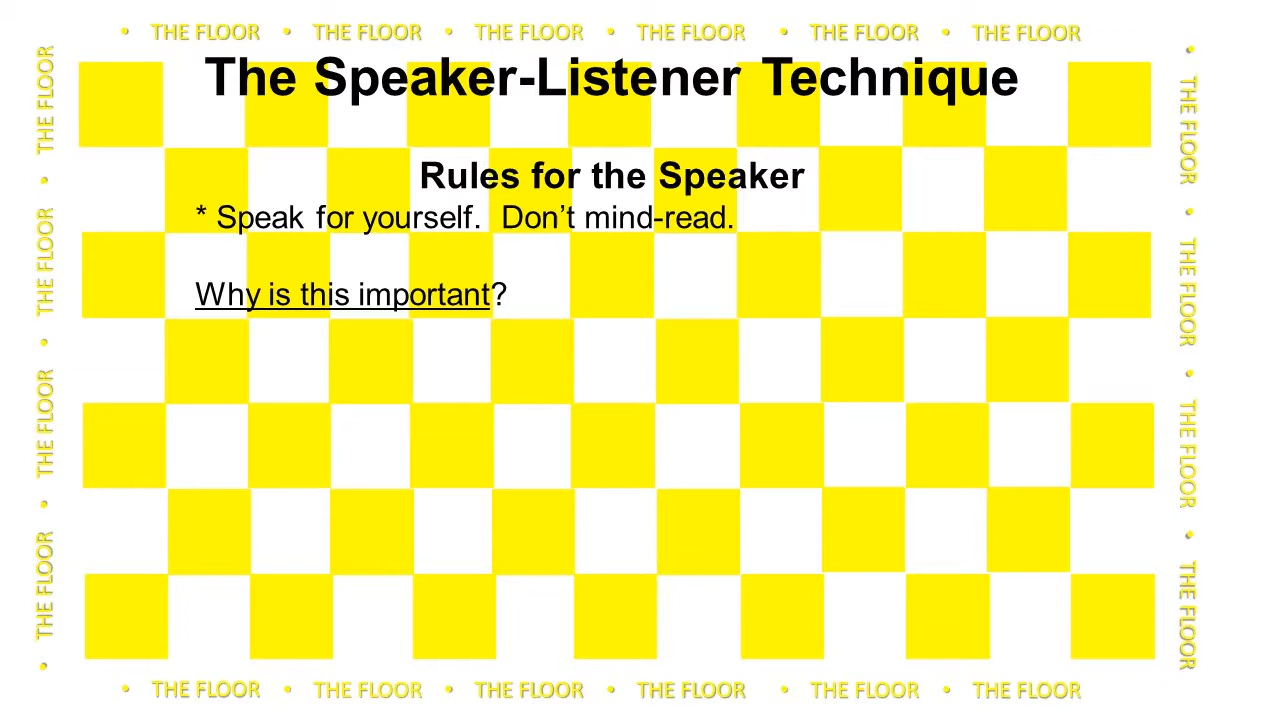 • THE FLOOR • THE FLOOR • THE FLOOR • THE FLOOR • THE FLOOR • THE FLOOR
The Speaker-Listener Technique
Rules for the Speaker
* Speak for yourself.  Don’t mind-read.
Why is this important?
• THE FLOOR • THE FLOOR • THE FLOOR • THE FLOOR
• THE FLOOR • THE FLOOR • THE FLOOR • THE FLOOR
• THE FLOOR • THE FLOOR • THE FLOOR • THE FLOOR • THE FLOOR • THE FLOOR